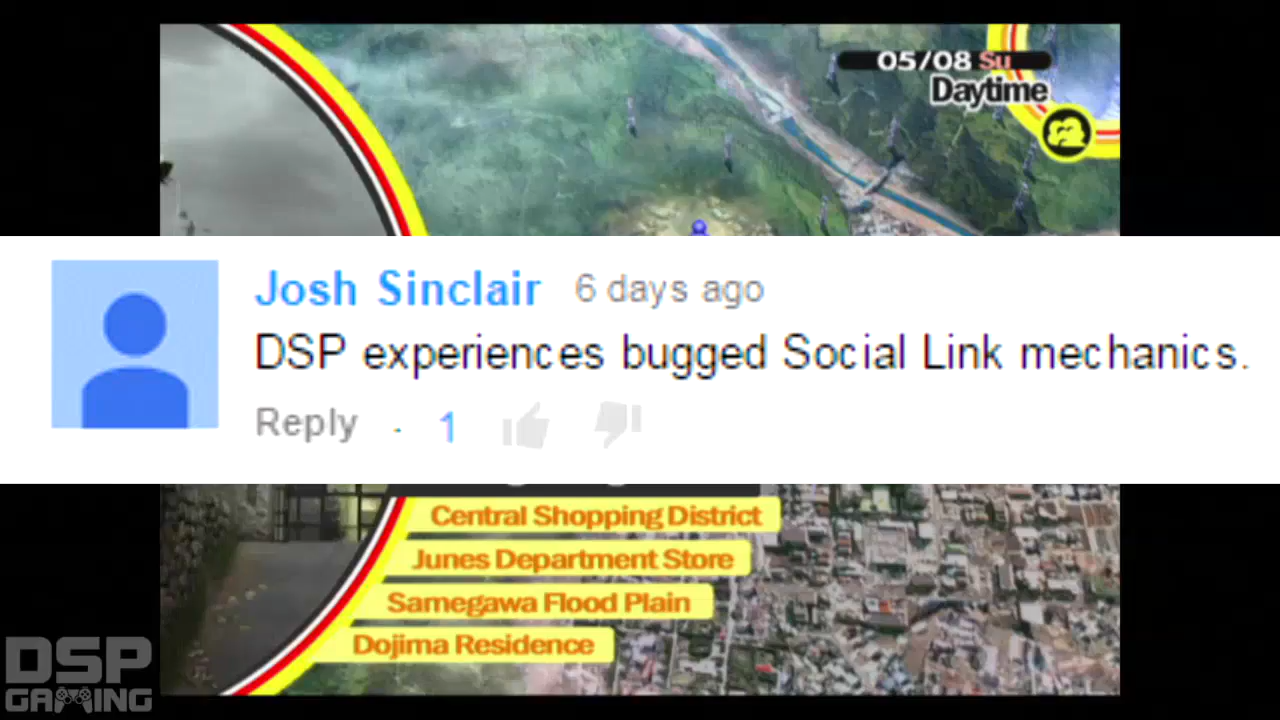 05/08 Su
Daytime
Josh Sinclair 6 days ago
DSP experiences bugged Social Link mechanics.
Reply · 1
Central Shopping District
Junes Department Store
Samegawa Flood Plain
Dojima Residence
DSP
GAMING